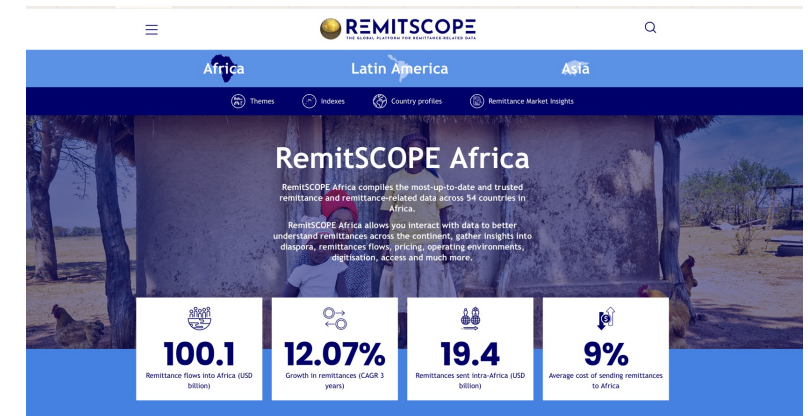 REMITSCOPE
THE GLOBAL PLATFORM FOR REMITTANCE-RELATED DATA
Africa
Latin America
Asia
Themes
Indexes
Country profiles
Remittance Market Insights
RemitSCOPE Africa
RemitSCOPE Africa compiles the most-up-to-date and trusted
remittance and remittance-related data across 54 countries in
Africa.
RemitSCOPE Africa allows you interact with data to better
understand remittances across the continent, gather insights into
diaspora, remittances flows, pricing, operating environments,
digitisation, access and much more.
100.1
Remittance flows into Africa (USD
billion)
12.07%
Growth in remittances (CAGR 3
years)
19.4
Remittances sent intra-Africa (USD
billion)
9%
Average cost of sending remittances
to Africa